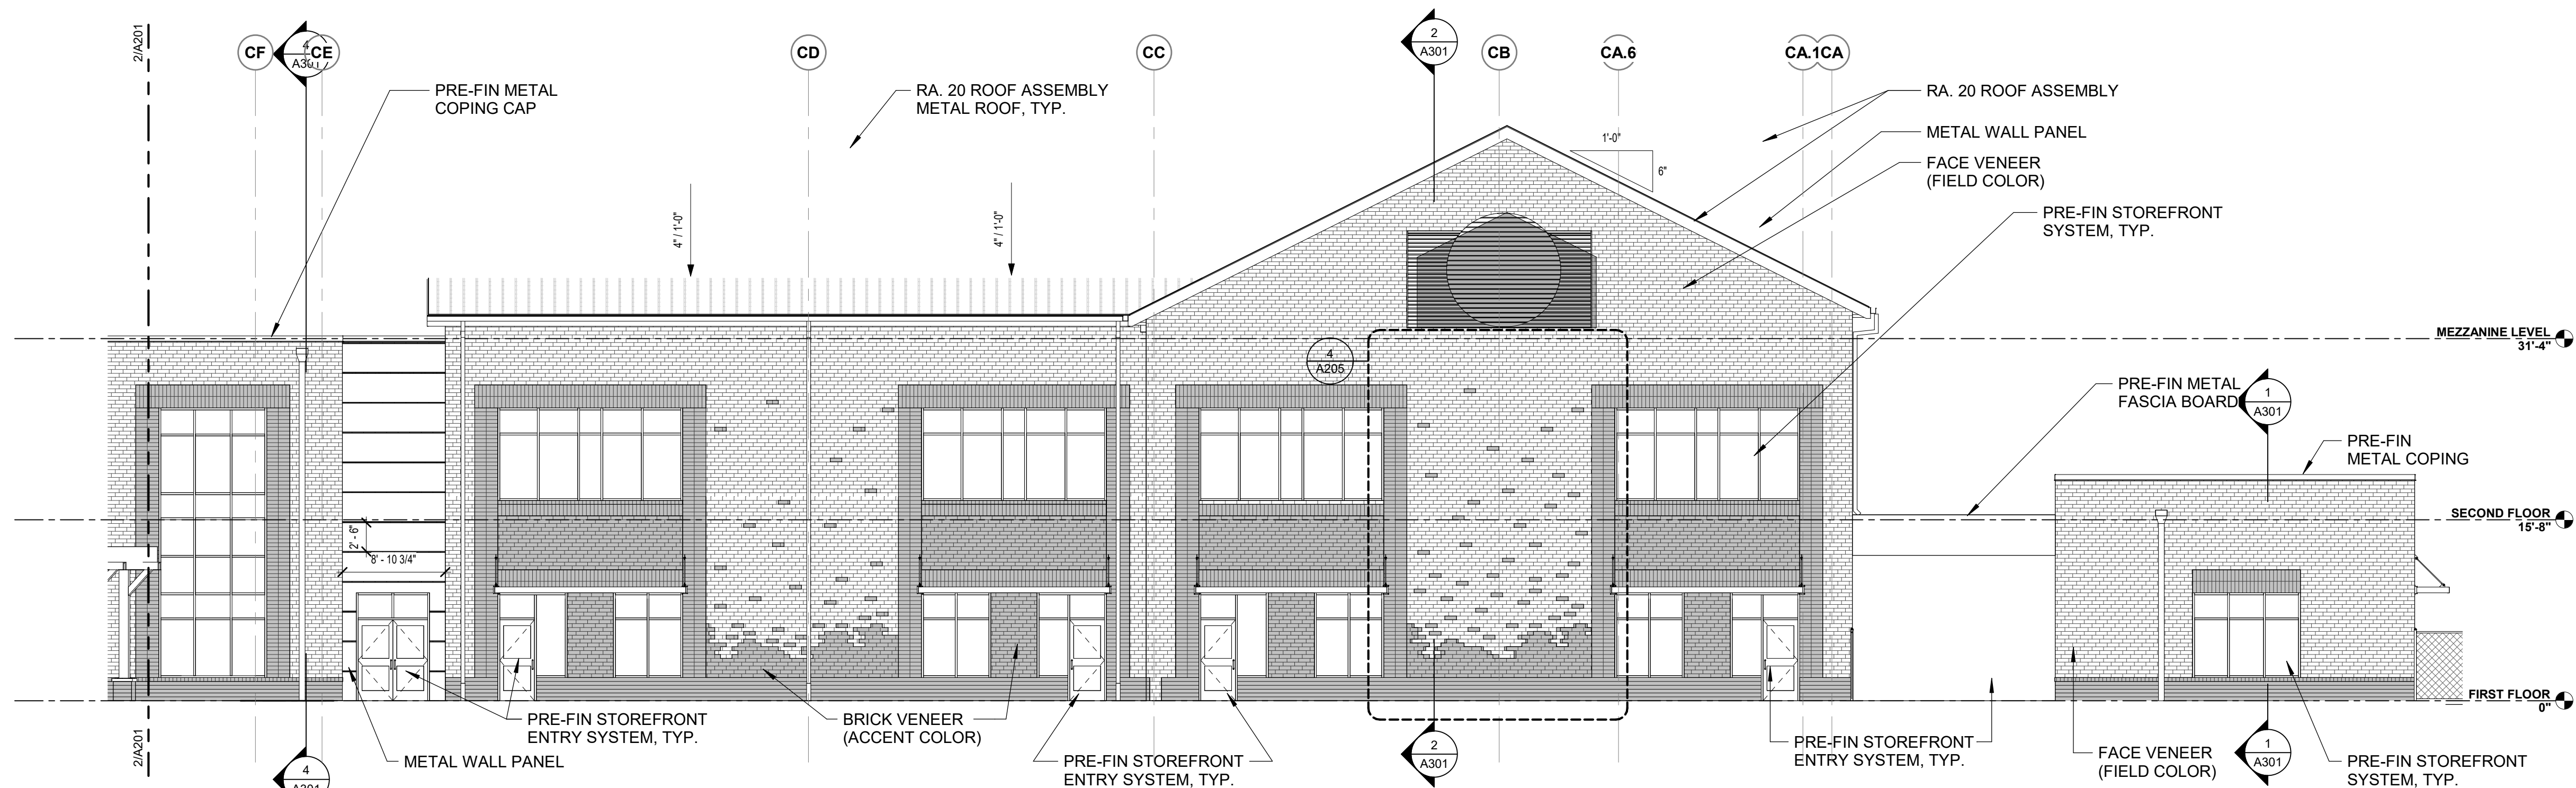 2/A201
CF
4
CE
CD
CC
2
A301
CB
CA.6
CA.1
CA
PRE-FIN METAL
COPING CAP
RA. 20 ROOF ASSEMBLY
METAL ROOF, TYP.
RA. 20 ROOF ASSEMBLY
METAL WALL PANEL
FACE VENEER
(FIELD COLOR)
PRE-FIN STOREFRONT
SYSTEM, TYP.
1'-0"
6"
4" / 1'-0"
4" / 1'-0"
MEZZANINE LEVEL
31'-4"
4
A205
PRE-FIN METAL
FASCIA BOARD
1
A301
PRE-FIN
METAL COPING
SECOND FLOOR
15'-8"
2' - 6"
8' - 10 3/4"
FIRST FLOOR
0"
2/A201
4
A301
METAL WALL PANEL
PRE-FIN STOREFRONT
ENTRY SYSTEM, TYP.
BRICK VENEER
(ACCENT COLOR)
PRE-FIN STOREFRONT
ENTRY SYSTEM, TYP.
2
A301
PRE-FIN STOREFRONT
ENTRY SYSTEM, TYP.
FACE VENEER
(FIELD COLOR)
1
A301
PRE-FIN STOREFRONT
SYSTEM, TYP.